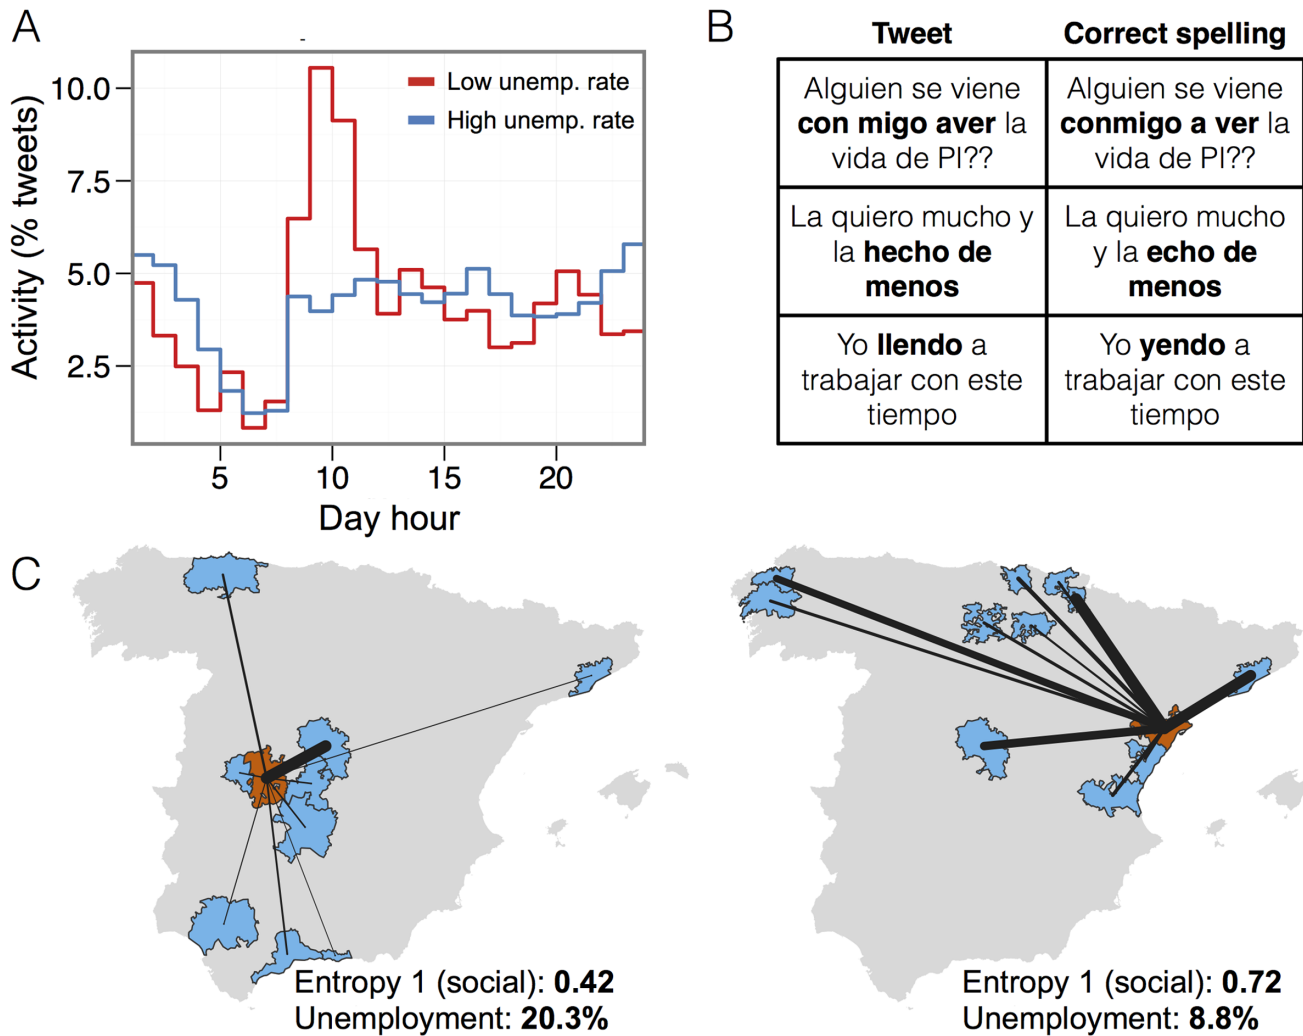 A
Activity (% tweets)
10.0
7.5
5.0
2.5
Low unemp. rate
High unemp. rate
5
10
15
20
Day hour
B
Tweet
Correct spelling
Alguien se viene
con migo aver la
vida de PI??
Alguien se viene
conmigo a ver la
vida de PI??
La quiero mucho y
la hecho de
menos
La quiero mucho
y la echo de
menos
Yo llendo a
trabajar con este
tiempo
Yo yendo a
trabajar con este
tiempo
C
Entropy 1 (social): 0.42
Unemployment: 20.3%
Entropy 1 (social): 0.72
Unemployment: 8.8%